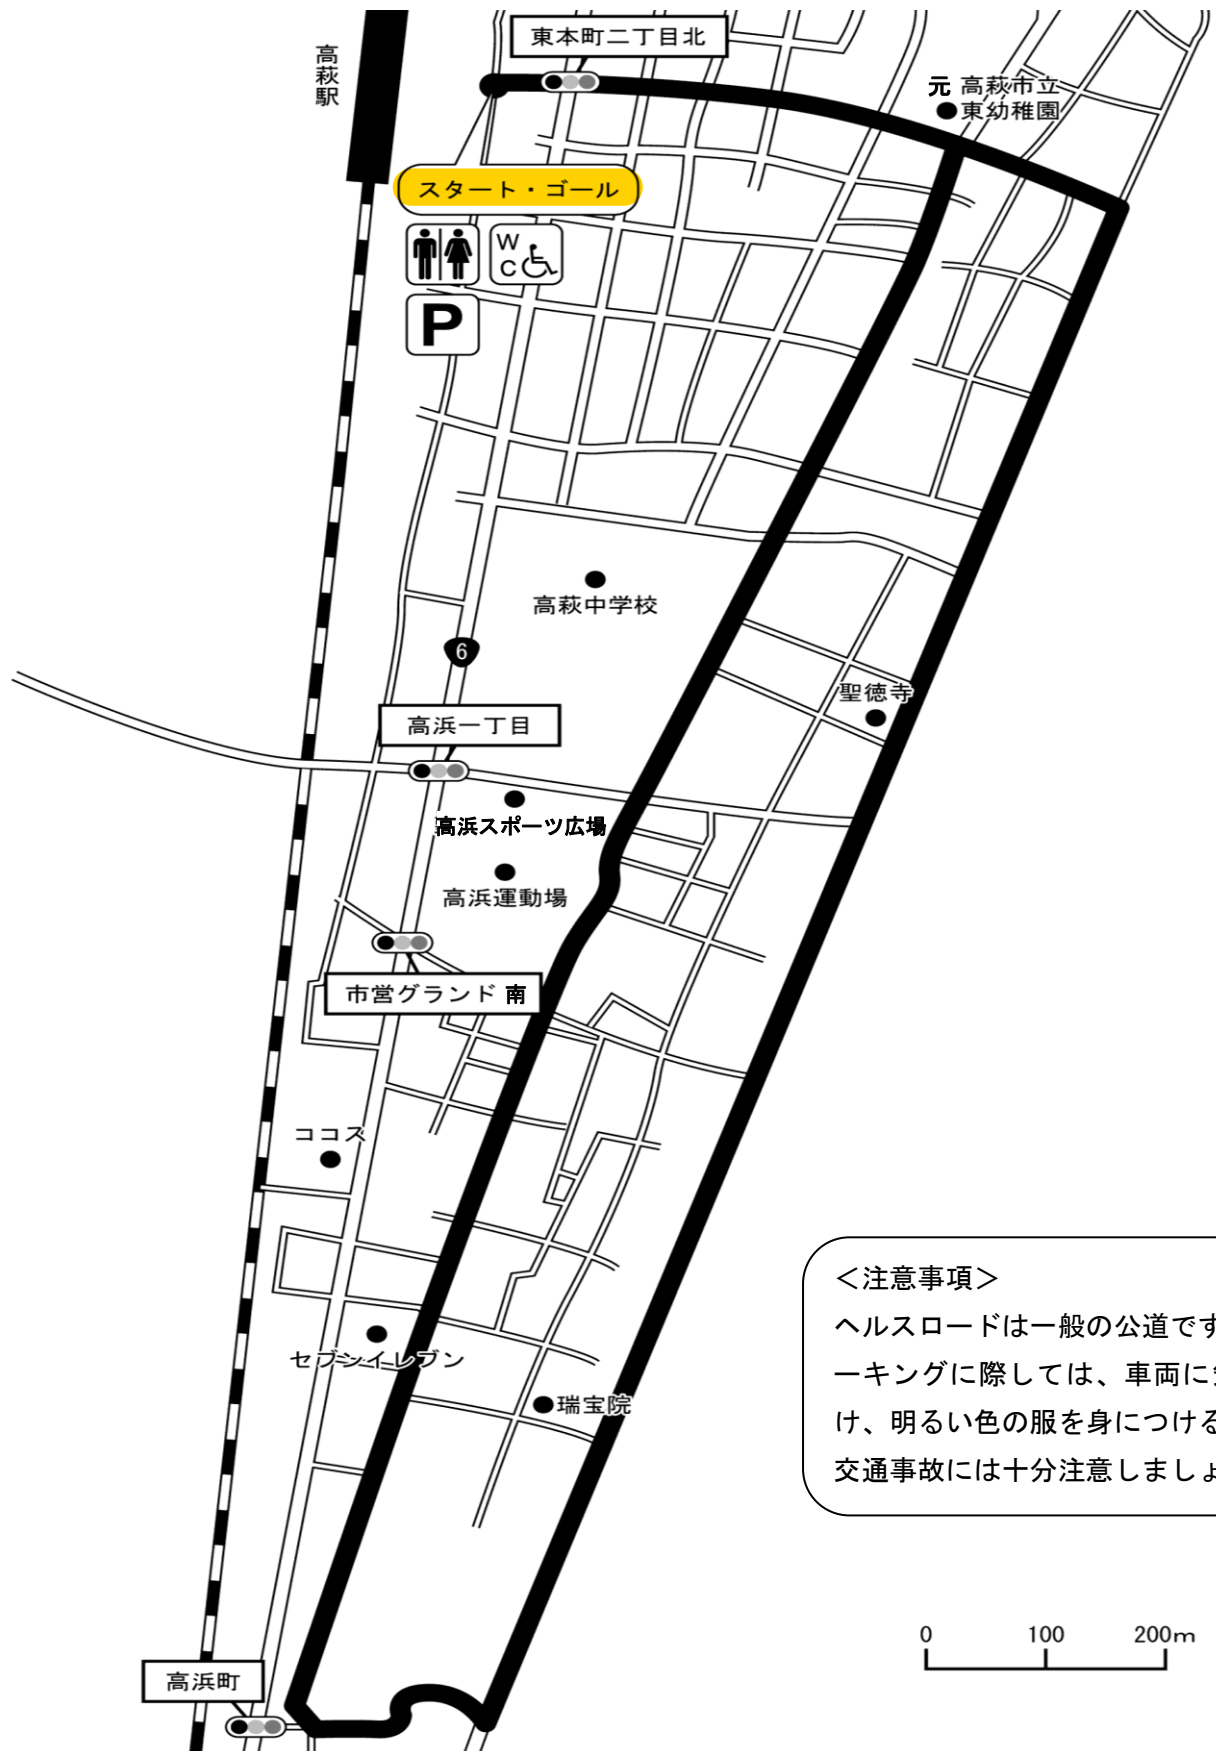 高萩駅
東本町二丁目北
元 高萩市立
東幼稚園
スタート・ゴール
W
C
P
高萩中学校
6
聖徳寺
高浜一丁目
高浜スポーツ広場
高浜運動場
市営グランド 南
ココス
セブンイレブン
瑞宝院
＜注意事項＞
ヘルスロードは一般の公道です
ーキングに際しては、車両に
け、明るい色の服を身につける
交通事故には十分注意しましょ
0 100 200m
高浜町